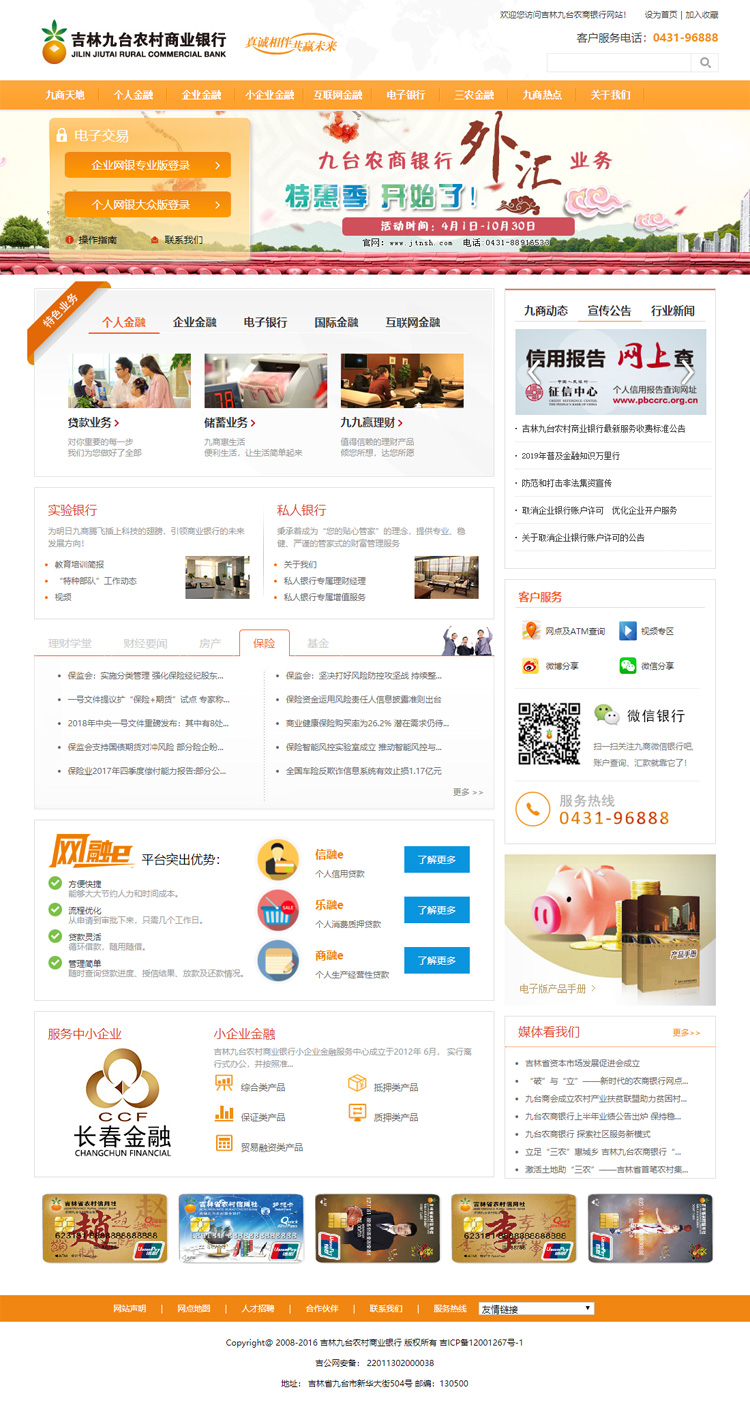 欢迎您访问吉林九台农商银行网站！ 设为首页 | 加入收藏
吉林九台农村商业银行
JILIN JIUTAI RURAL COMMERCIAL BANK
真诚相伴 共赢未来
客户服务电话：0431-96888
九商天地 个人金融 企业金融 小企业金融 互联网金融 电子银行 三农金融 九商热点 关于我们
电子交易
企业网银专业版登录
个人网银大众版登录
操作指南 联系我们
九台农商银行 外汇 业务
特惠季 开始了！
活动时间：4月1日-10月30日
官网：www.jtnsh.com 电话:0431-88916533
特色业务
个人金融 企业金融 电子银行 国际金融 互联网金融
贷款业务 储蓄业务 九九赢理财
对你重要的每一步 九商惠生活 值得信赖的理财产品
我们为您做好了全部 便利生活、让生活简单起来 倾您所想，达您所愿
九商动态 宣传公告 行业新闻
信用报告 网上查
征信中心
个人信用报告查询网址
www.pbccrc.org.cn
吉林九台农村商业银行最新服务收费标准公告
2019年普及金融知识万里行
防范和打击非法集资宣传
取消企业银行账户许可 优化企业开户服务
关于取消企业银行账户许可的公告
实验银行
为明日九商腾飞插上科技的翅膀，引领商业银行的未来
发展方向!
教育培训简报
“特种部队”工作动态
视频
私人银行
秉承着成为“您的贴心管家”的理念，提供专业、稳
健、严谨的管家式的财富管理服务
关于我们
私人银行专属理财经理
私人银行专属增值服务
理财学堂 财经要闻 房产 保险 基金
保监会：实施分类管理 强化保险经纪股东...
一号文件提议扩“保险+期货”试点 专家称...
2018年中央一号文件重磅发布：其中有8处...
保监会支持国债期货对冲风险 部分险企盼...
保险业2017年四季度偿付能力报告:部分公...
保监会：坚决打好风险防控攻坚战 持续整...
保险资金运用风险责任人信息披露准则出台
商业健康保险购买率为26.2% 潜在需求仍待...
保险智能风控实验室成立 推动智能风控与...
全国车险反欺诈信息系统有效止损1.17亿元
更多 >>
客户服务
网点及ATM查询 视频专区
微博分享 微信分享
微信银行
扫一扫关注九商微信银行吧,
账户查询、汇款就靠它了!
服务热线
0431-96888
网融e 平台突出优势：
方便快捷
能够大大节约人力和时间成本。
流程优化
从申请到审批下来，只需几个工作日。
贷款灵活
循环借款，随用随借。
管理简单
随时查询贷款进度、授信结果、放款及还款情况。
信融e
个人信用贷款
了解更多
SALE
乐融e
个人消费质押贷款
了解更多
商融e
个人生产经营性贷款
了解更多
产品手册
电子版产品手册
服务中小企业
CCF
长春金融
CHANGCHUN FINANCIAL
小企业金融
吉林九台农村商业银行小企业金融服务中心成立于2012年 6月， 实行离
行式办公，并按照准...
综合类产品 抵押类产品
保证类产品 质押类产品
贸易融资类产品
媒体看我们 更多>>
吉林省资本市场发展促进会成立
“破”与“立”——新时代的农商银行网点...
九台商会成立农村产业扶贫联盟助力贫困村...
九台农商银行上半年业绩公告出炉 保持稳...
九台农商银行 探索社区服务新模式
立足“三农”惠城乡 吉林九台农商银行“...
激活土地助“三农”——吉林省首笔农村集...
吉林省农村信用社
吉林省农村信用社
吉林省农村信用社
网站声明 | 网点地图 | 人才招聘 | 合作伙伴 | 联系我们 | 服务热线 友情链接
Copyright@ 2008-2016 吉林九台农村商业银行 版权所有 吉ICP备12001267号-1
吉公网安备： 22011302000038
地址： 吉林省九台市新华大街504号 邮编：130500